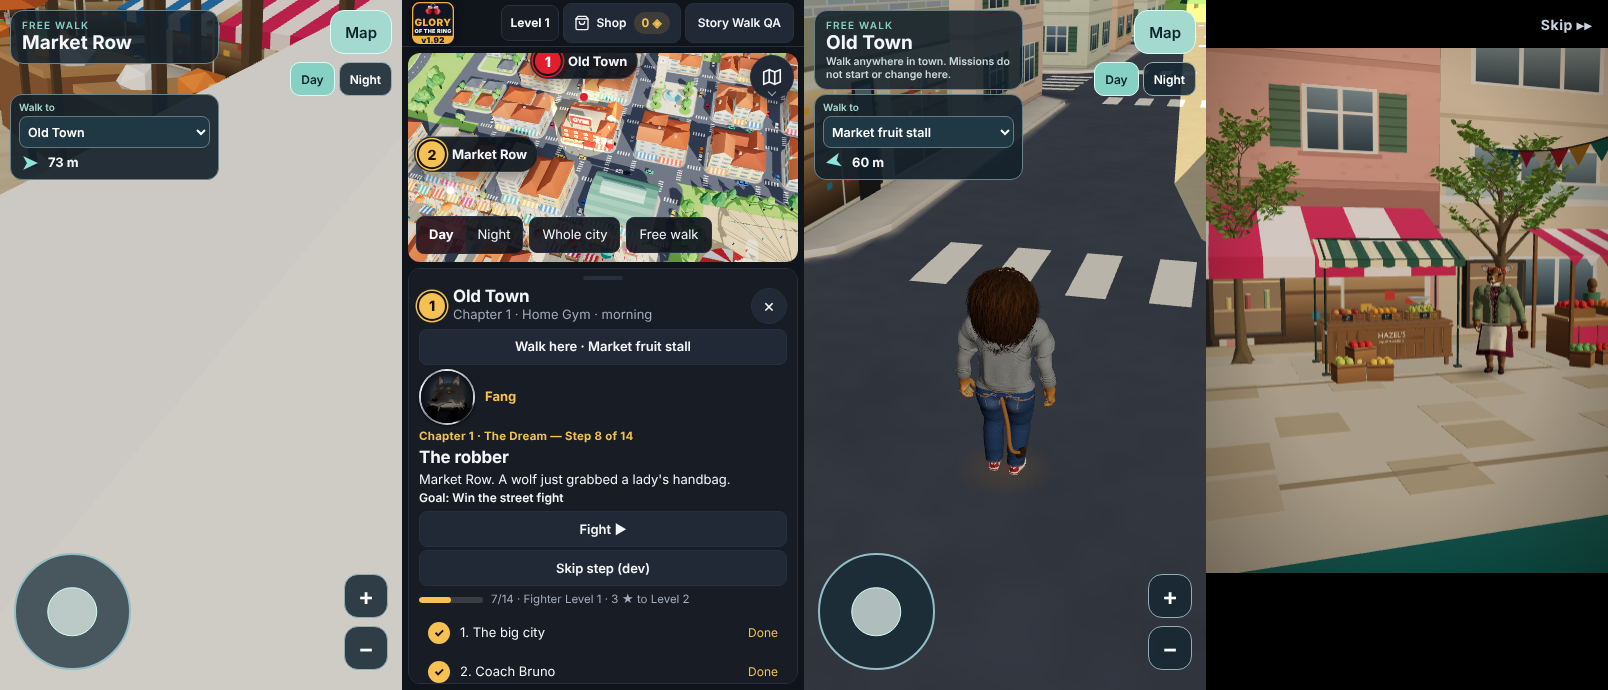 FREE WALK
Market Row
Map
Day
Night
Walk to
Old Town
73 m
+
−
GLORY
OF THE RING
v1.92
Level 1
Shop
0
Story Walk QA
1 Old Town
GYM
2 Market Row
Day
Night
Whole city
Free walk
1
Old Town
Chapter 1 · Home Gym · morning
×
Walk here · Market fruit stall
Fang
Chapter 1 · The Dream — Step 8 of 14
The robber
Market Row. A wolf just grabbed a lady's handbag.
Goal: Win the street fight
Fight ▶
Skip step (dev)
7/14 · Fighter Level 1 · 3 ★ to Level 2
1. The big city
Done
2. Coach Bruno
Done
FREE WALK
Old Town
Walk anywhere in town. Missions do
not start or change here.
Map
Day
Night
Walk to
Market fruit stall
60 m
+
−
Skip ▸▸
HAZEL'S